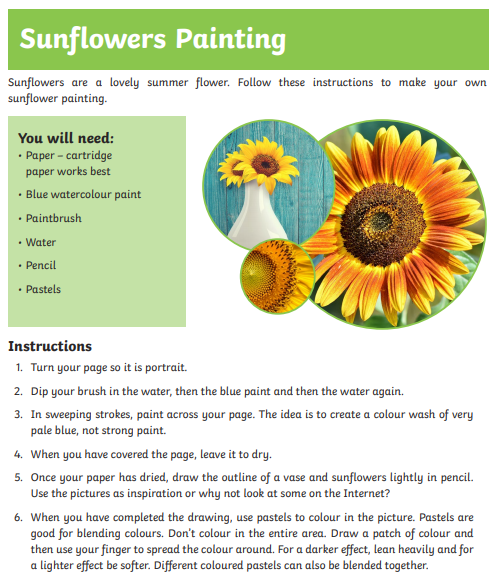 Sunflowers Painting
Sunflowers are a lovely summer flower. Follow these instructions to make your own
sunflower painting.
You will need:
• Paper – cartridge
paper works best
• Blue watercolour paint
• Paintbrush
• Water
• Pencil
• Pastels
Instructions
1. Turn your page so it is portrait.
2. Dip your brush in the water, then the blue paint and then the water again.
3. In sweeping strokes, paint across your page. The idea is to create a colour wash of very
pale blue, not strong paint.
4. When you have covered the page, leave it to dry.
5. Once your paper has dried, draw the outline of a vase and sunflowers lightly in pencil.
Use the pictures as inspiration or why not look at some on the Internet?
6. When you have completed the drawing, use pastels to colour in the picture. Pastels are
good for blending colours. Don't colour in the entire area. Draw a patch of colour and
then use your finger to spread the colour around. For a darker effect, lean heavily and for
a lighter effect be softer. Different coloured pastels can also be blended together.